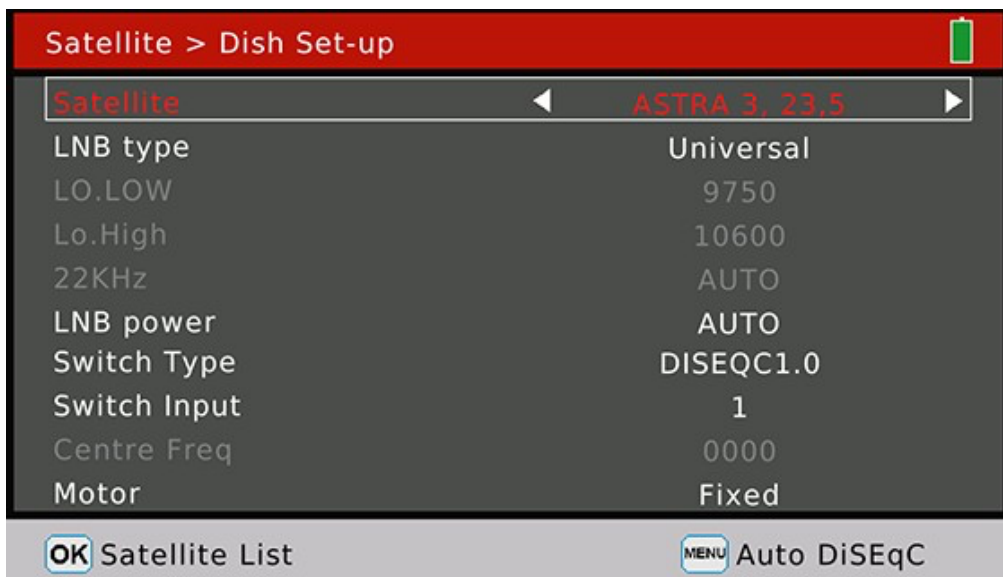 Satellite > Dish Set-up
Satellite ASTRA 3, 23,5
LNB type Universal
LO.LOW 9750
Lo.High 10600
22KHz AUTO
LNB power AUTO
Switch Type DISEQC1.0
Switch Input 1
Centre Freq 0000
Motor Fixed
OK Satellite List MENU Auto DiSEqC